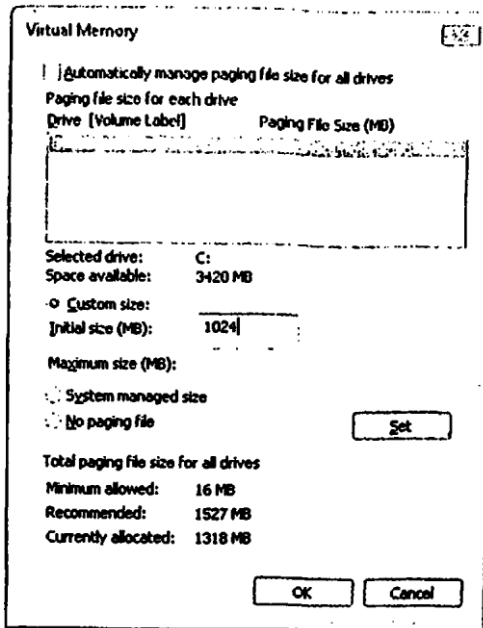 Virtual Memory
Automatically manage paging file size for all drives
Paging file size for each drive
Drive [Volume Label] Paging File Size (MB)
Selected drive: C:
Space available: 3420 MB
Custom size:
Initial size (MB): 1024
Maximum size (MB):
System managed size
No paging file
Set
Total paging file size for all drives
Minimum allowed: 16 MB
Recommended: 1527 MB
Currently allocated: 1318 MB
OK Cancel